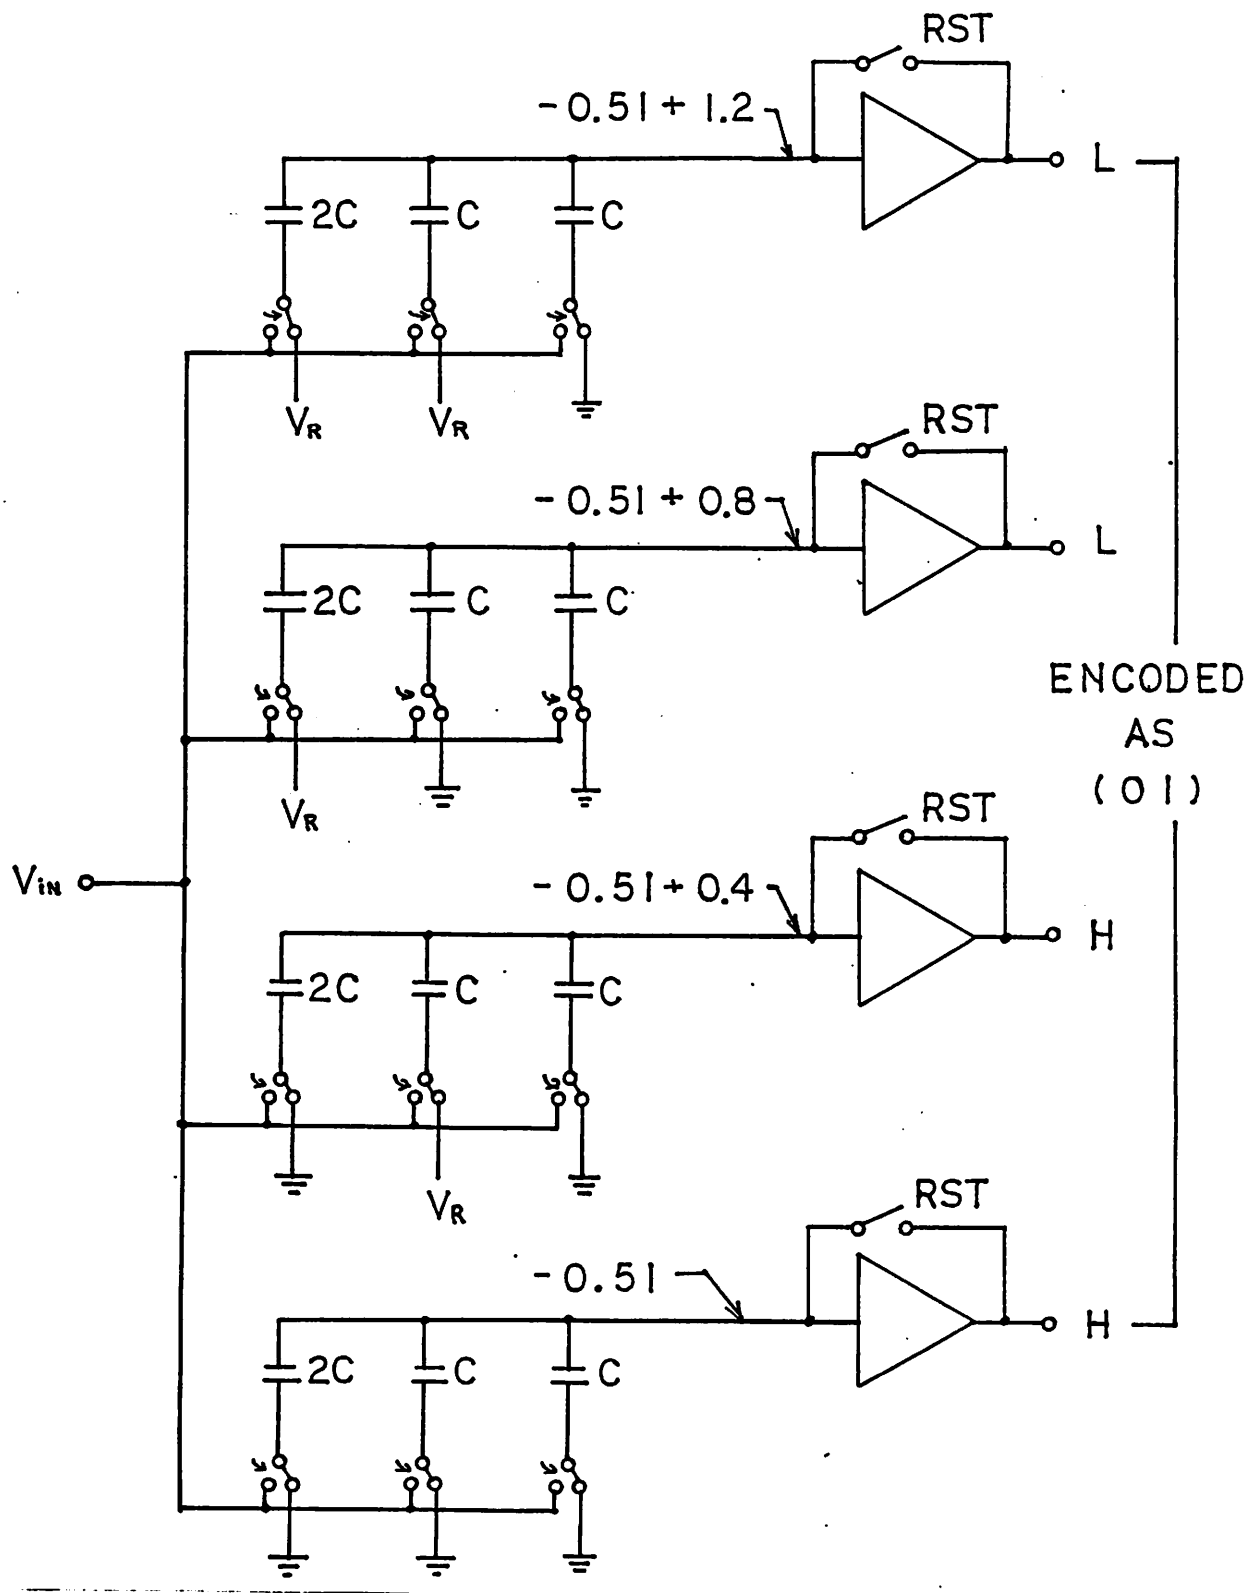 RST
-0.51 + 1.2
L
2C
C
C
VR
VR
RST
-0.51 + 0.8
L
2C
C
C
ENCODED
AS
(01)
VR
RST
ViN
-0.51 + 0.4
H
2C
C
C
VR
RST
-0.51
H
2C
C
C